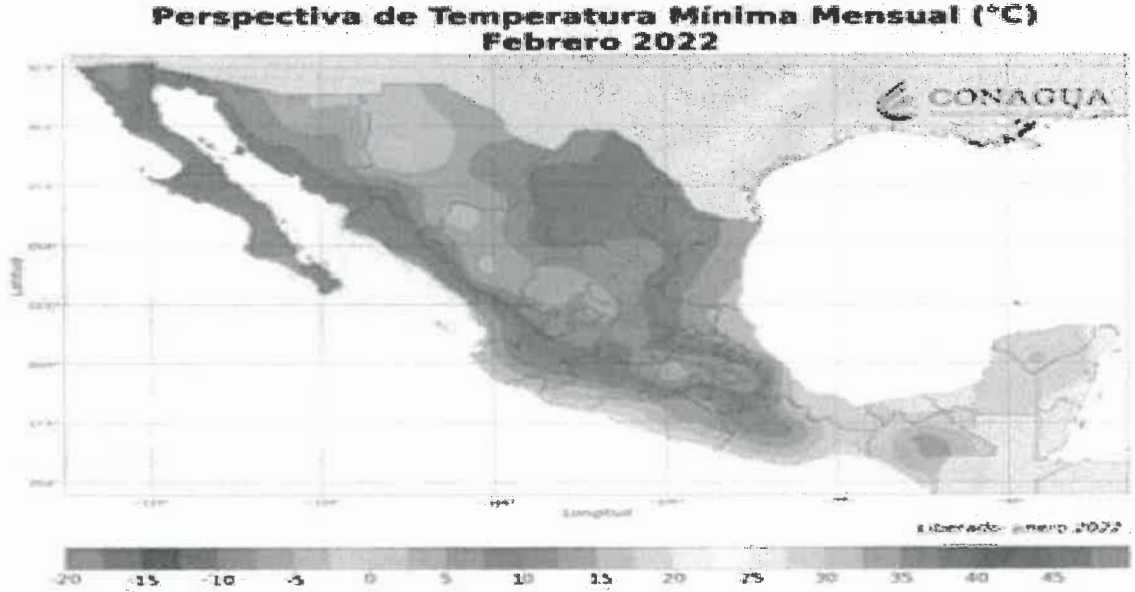 Perspectiva de Temperatura Mínima Mensual (°C)
Febrero 2022
CONAGUA
Latitud
Longitud
Liberado: enero 2022
-20 -15 -10 -5 0 5 10 15 20 25 30 35 40 45